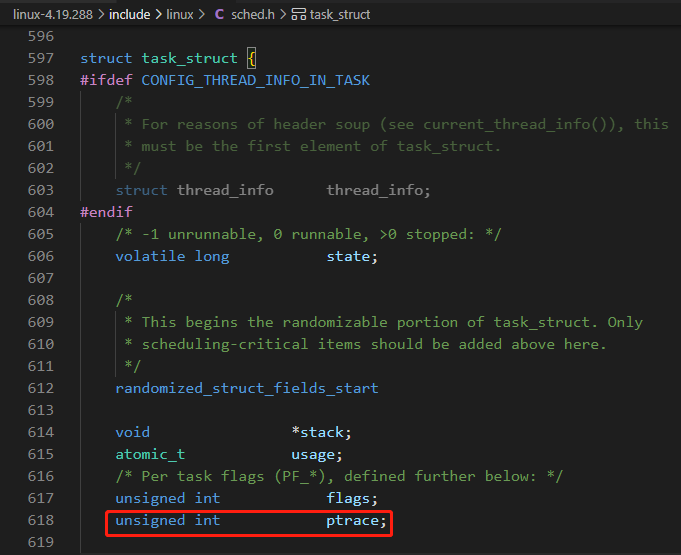 linux-4.19.288 > include > linux > C sched.h > task_struct
596
597 struct task_struct {
598 #ifdef CONFIG_THREAD_INFO_IN_TASK
599 /*
600 * For reasons of header soup (see current_thread_info()), this
601 * must be the first element of task_struct.
602 */
603 struct thread_info thread_info;
604 #endif
605 /* -1 unrunnable, 0 runnable, >0 stopped: */
606 volatile long state;
607
608 /*
609 * This begins the randomizable portion of task_struct. Only
610 * scheduling-critical items should be added above here.
611 */
612 randomized_struct_fields_start
613
614 void *stack;
615 atomic_t usage;
616 /* Per task flags (PF_*), defined further below: */
617 unsigned int flags;
618 unsigned int ptrace;
619